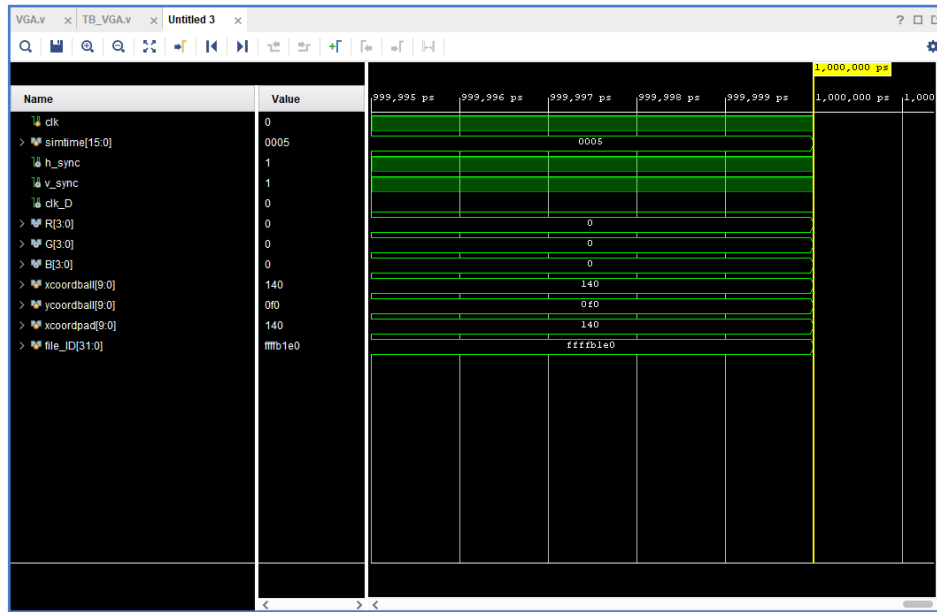 VGA.v × TB_VGA.v × Untitled 3 × ?
1,000,000 ps
Name Value 999,995 ps 999,996 ps 999,997 ps 999,998 ps 999,999 ps 1,000,000 ps 1,000
clk 0
> simtime[15:0] 0005 0005
h_sync 1
v_sync 1
clk_D 0
> R[3:0] 0 0
> G[3:0] 0 0
> B[3:0] 0 0
> xcoordball[9:0] 140 140
> ycoordball[9:0] 0f0 0f0
> xcoordpad[9:0] 140 140
> file_ID[31:0] ffffb1e0 ffffb1e0